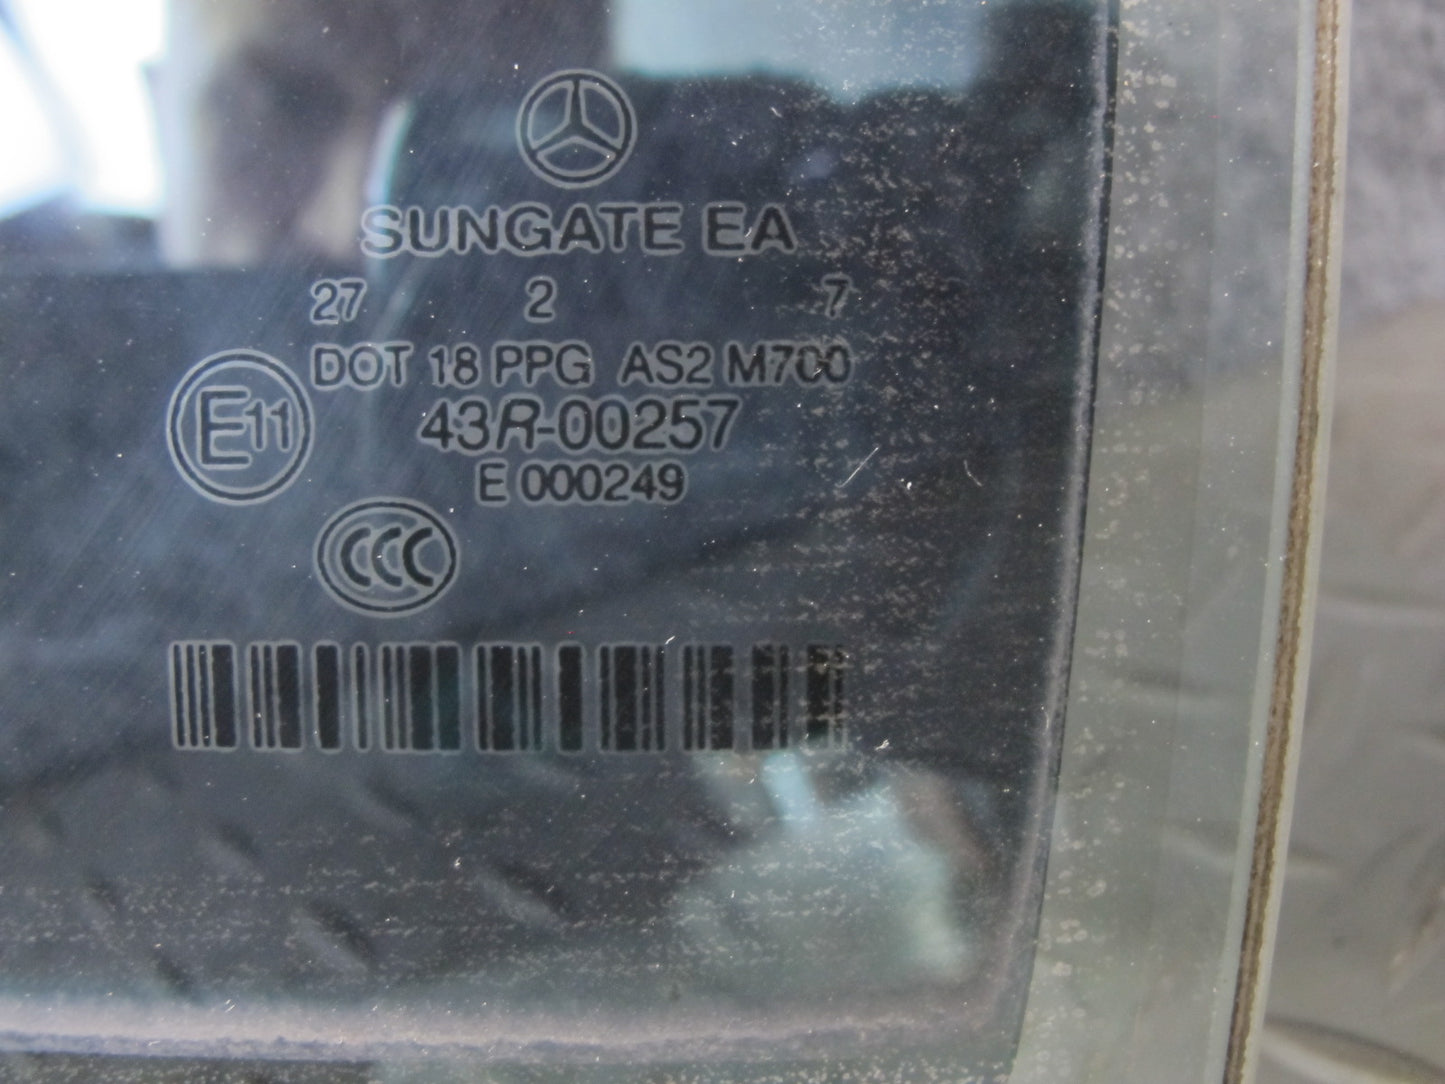 SUNGATE EA
27 2 7
DOT 18 PPG AS2 M700
E11
43R-00257
E 000249
CCC